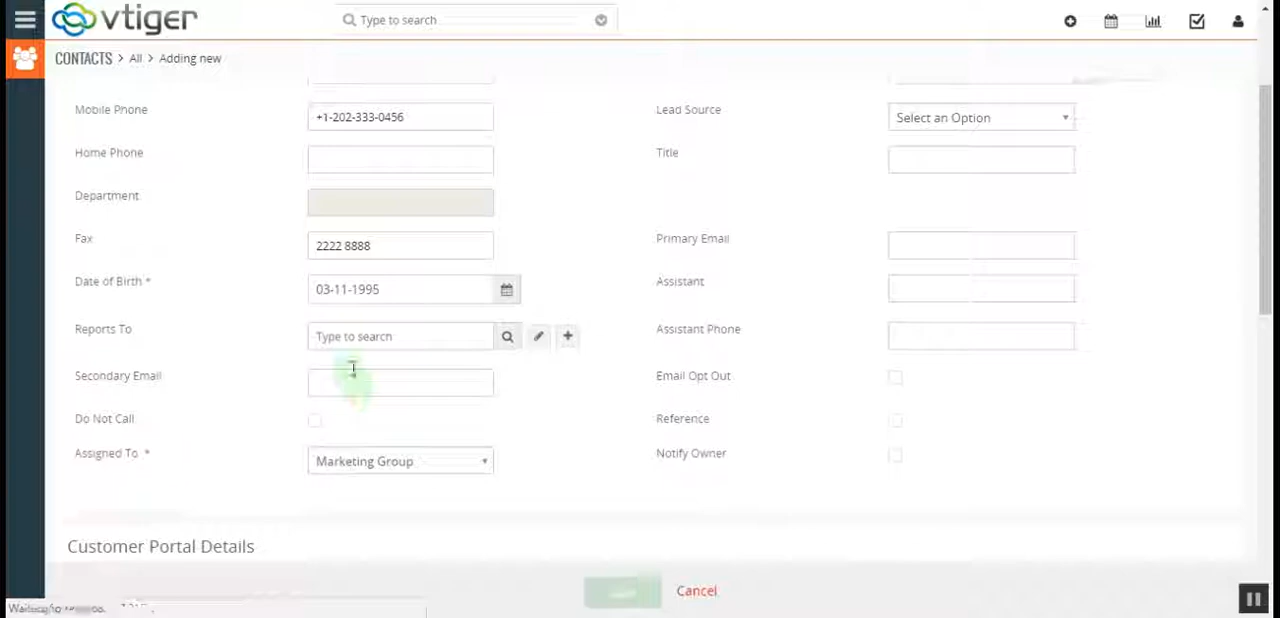 vtiger
Type to search
CONTACTS > All > Adding new
Mobile Phone +1-202-333-0456 Lead Source Select an Option
Home Phone Title
Department
Fax 2222 8888 Primary Email
Date of Birth * 03-11-1995 Assistant
Reports To Type to search Assistant Phone
Secondary Email Email Opt Out
Do Not Call Reference
Assigned To * Marketing Group Notify Owner
Customer Portal Details
Cancel